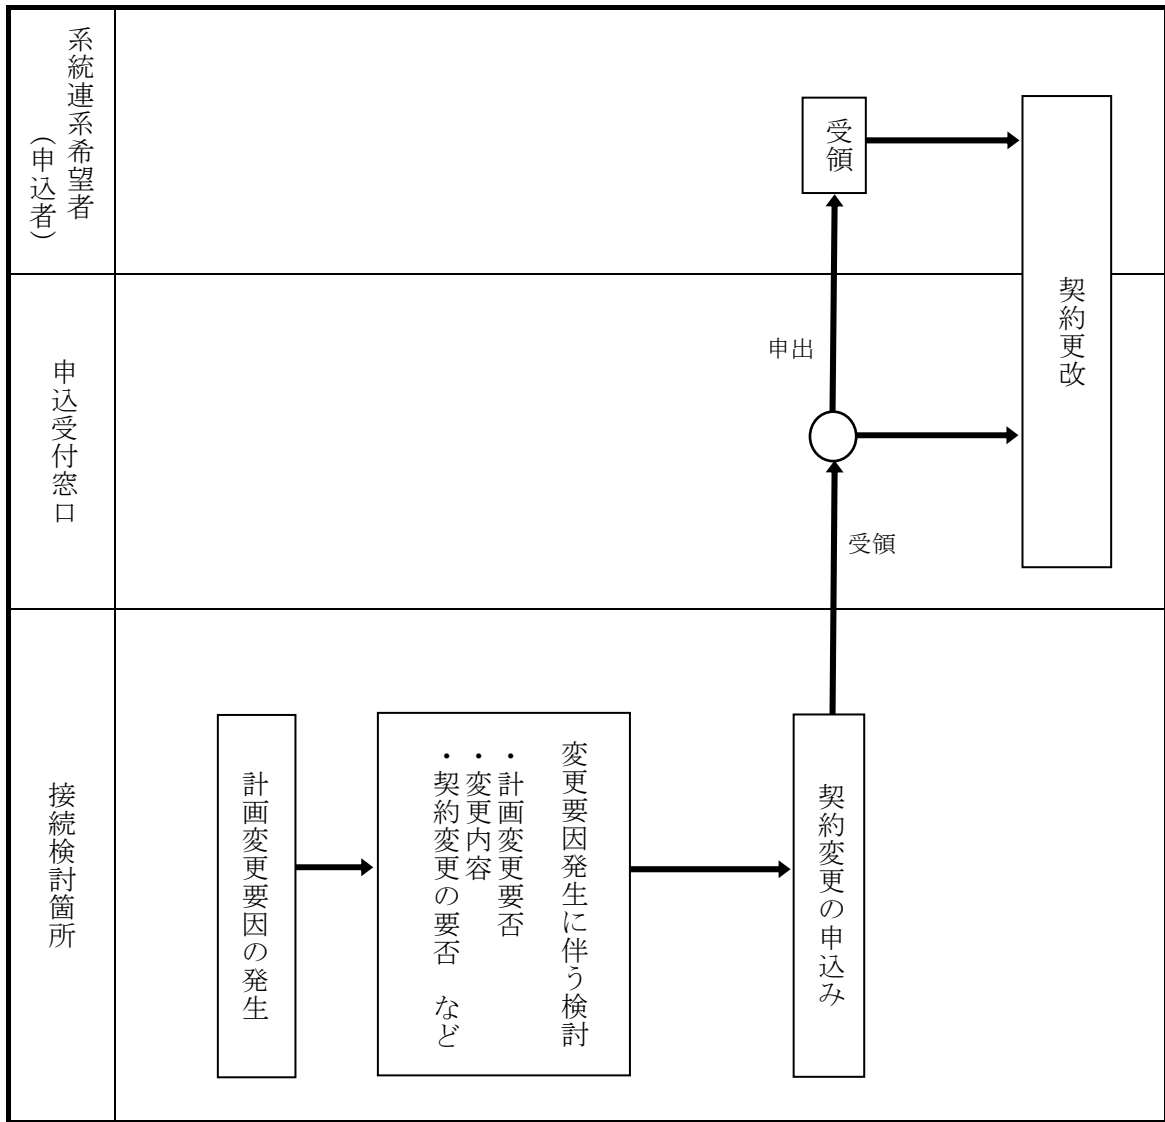 系統連系希望者
（申込者）
受領
契約更改
申込受付窓口
申出
受領
接続検討箇所
計画変更要因の発生
変更要因発生に伴う検討
・計画変更要否
・変更内容
・契約変更の要否　など
契約変更の申込み